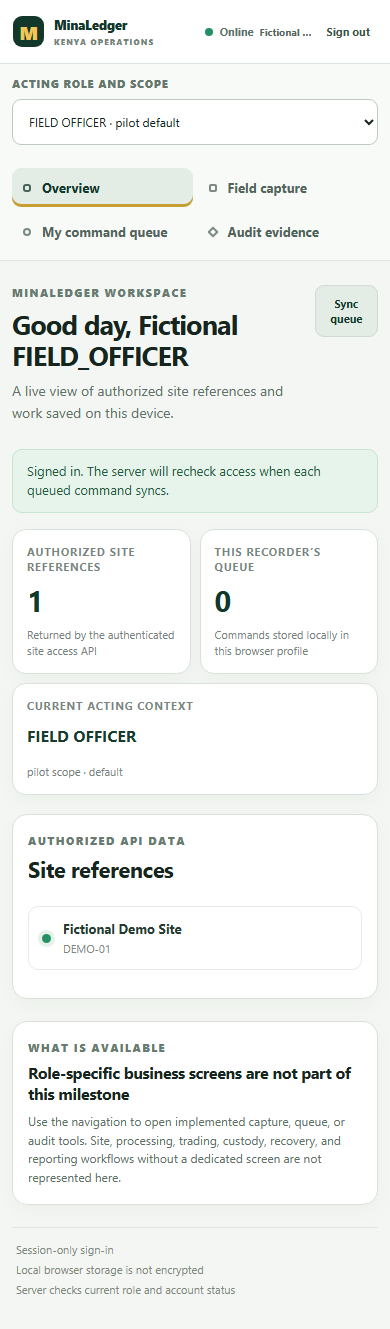 M
MinaLedger
KENYA OPERATIONS
Online Fictional ...
Sign out
ACTING ROLE AND SCOPE
FIELD OFFICER · pilot default
Overview
Field capture
My command queue
Audit evidence
MINALEDGER WORKSPACE
Good day, Fictional
FIELD_OFFICER
Sync
queue
A live view of authorized site references and
work saved on this device.
Signed in. The server will recheck access when each
queued command syncs.
AUTHORIZED SITE
REFERENCES
1
Returned by the authenticated
site access API
THIS RECORDER'S
QUEUE
0
Commands stored locally in
this browser profile
CURRENT ACTING CONTEXT
FIELD OFFICER
pilot scope · default
AUTHORIZED API DATA
Site references
Fictional Demo Site
DEMO-01
WHAT IS AVAILABLE
Role-specific business screens are not part of
this milestone
Use the navigation to open implemented capture, queue, or
audit tools. Site, processing, trading, custody, recovery, and
reporting workflows without a dedicated screen are not
represented here.
Session-only sign-in
Local browser storage is not encrypted
Server checks current role and account status